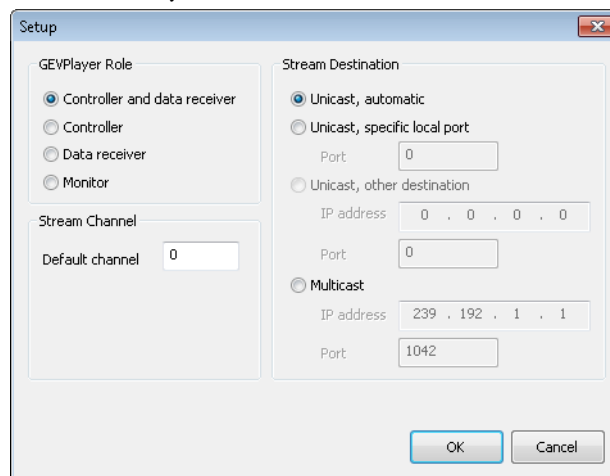 Setup
GEVPlayer Role
Controller and data receiver
Controller
Data receiver
Monitor
Stream Channel
Default channel 0
Stream Destination
Unicast, automatic
Unicast, specific local port
Port 0
Unicast, other destination
IP address 0 . 0 . 0 . 0
Port 0
Multicast
IP address 239 . 192 . 1 . 1
Port 1042
OK Cancel